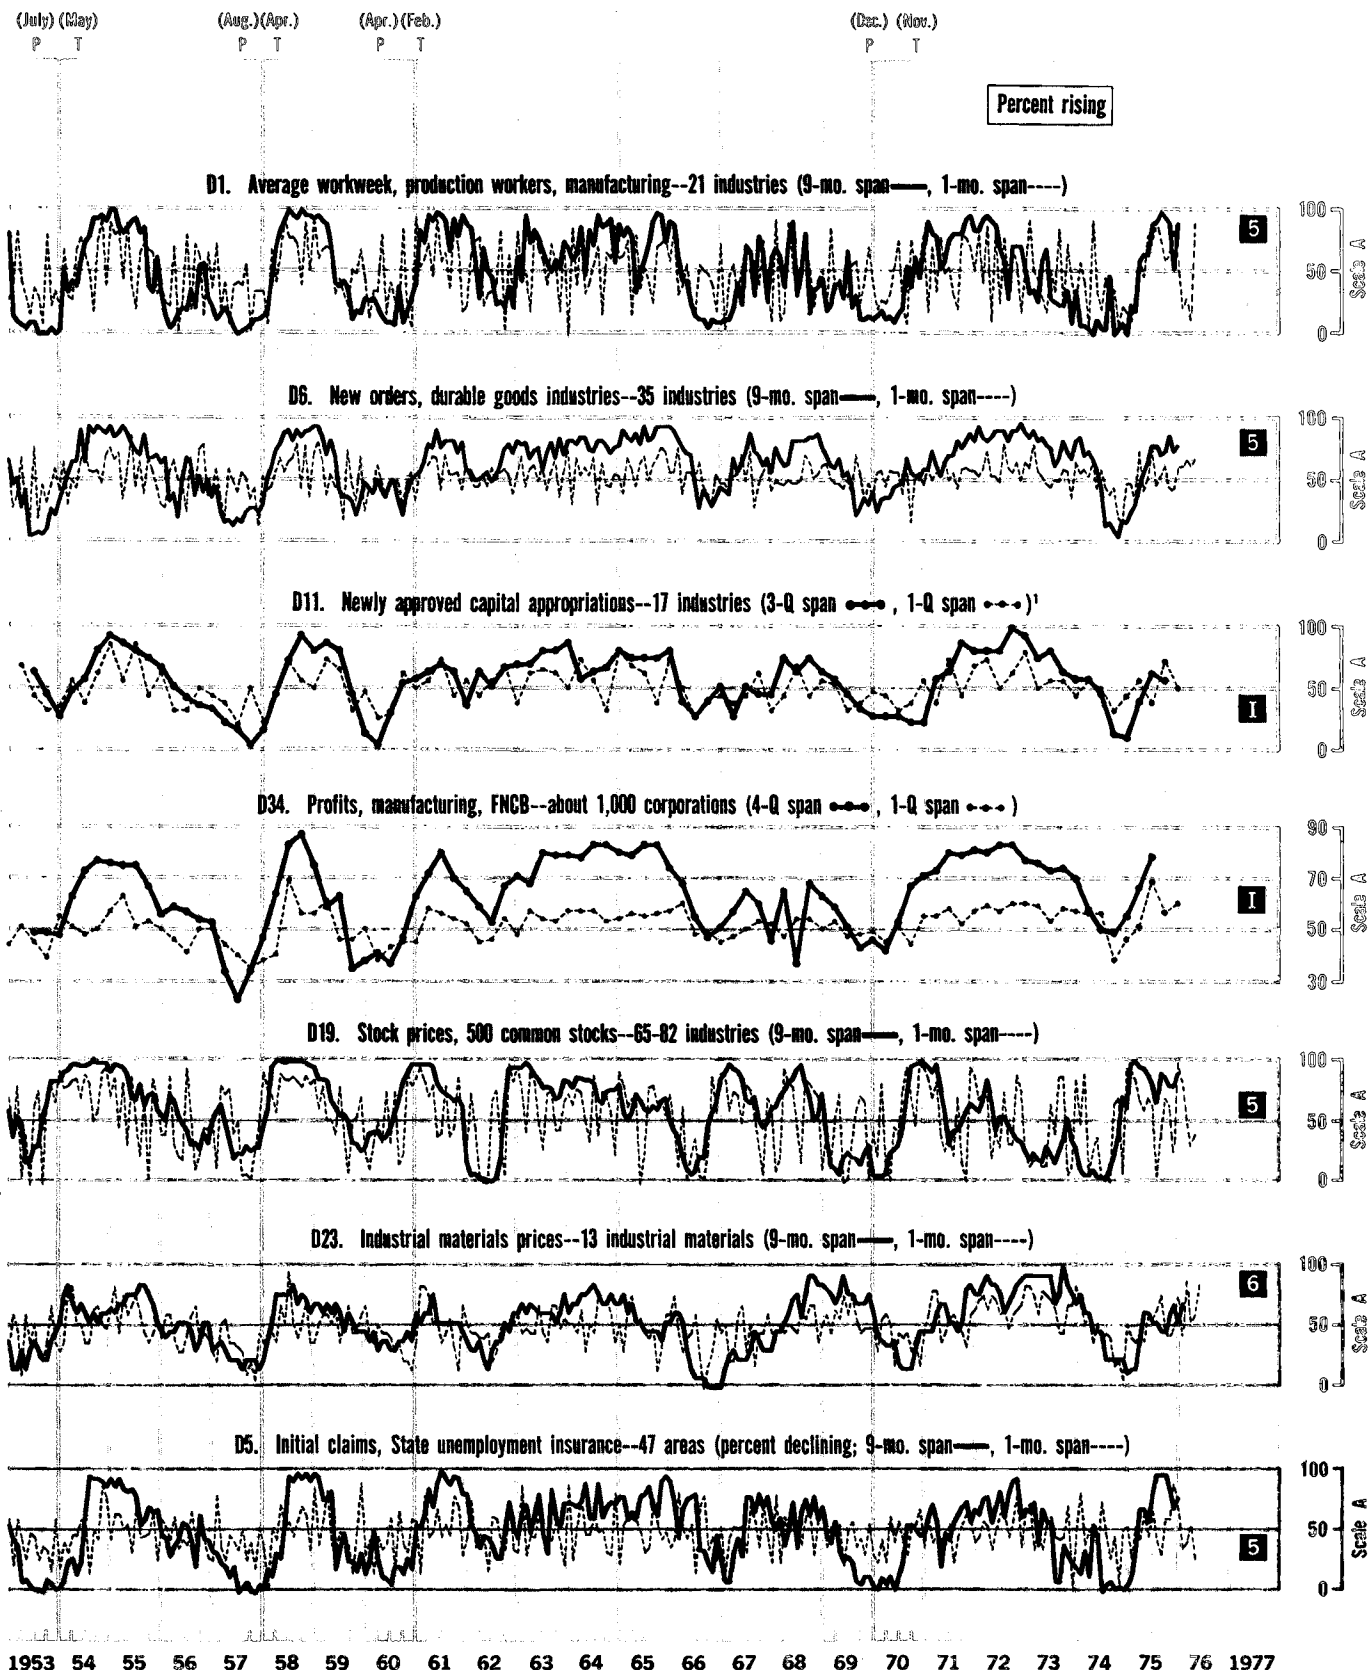 (July) (May) (Aug.) (Apr.) (Apr.) (Feb.) (Dec.) (Nov.)
P T P T P T P T
Percent rising
D1. Average workweek, production workers, manufacturing--21 industries (9-mo. span——, 1-mo. span----)
100
5
50
0
Scale A
D6. New orders, durable goods industries--35 industries (9-mo. span——, 1-mo. span----)
100
5
50
0
Scale A
D11. Newly approved capital appropriations--17 industries (3-Q span •—•—•, 1-Q span •--•--•)¹
100
50
I
0
Scale A
D34. Profits, manufacturing, FNCB--about 1,000 corporations (4-Q span •—•—•, 1-Q span •--•--•)
90
70
I
50
30
Scale A
D19. Stock prices, 500 common stocks--65-82 industries (9-mo. span——, 1-mo. span----)
100
5
50
0
Scale A
D23. Industrial materials prices--13 industrial materials (9-mo. span——, 1-mo. span----)
100
6
50
0
Scale A
D5. Initial claims, State unemployment insurance--47 areas (percent declining; 9-mo. span——, 1-mo. span----)
100
50
5
0
Scale A
1953 54 55 56 57 58 59 60 61 62 63 64 65 66 67 68 69 70 71 72 73 74 75 76 1977